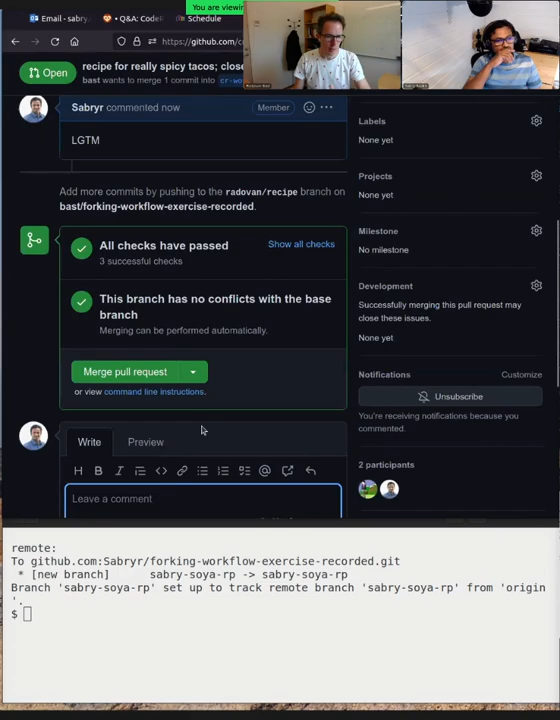 You are viewin
Email - sabry.
Q&A: CodeR
Schedule
https://github.com/c
Open
recipe for really spicy tacos; close
bast wants to merge 1 commit into cr-wo
Sabryr commented now
Member
LGTM
Add more commits by pushing to the radovan/recipe branch on
bast/forking-workflow-exercise-recorded.
All checks have passed
Show all checks
3 successful checks
This branch has no conflicts with the base
branch
Merging can be performed automatically.
Merge pull request
or view command line instructions.
Write
Preview
H B I
Leave a comment
Labels
None yet
Projects
None yet
Milestone
No milestone
Development
Successfully merging this pull request may
close these issues.
None yet
Notifications
Customize
Unsubscribe
You're receiving notifications because you
commented.
2 participants
remote:
To github.com:Sabryr/forking-workflow-exercise-recorded.git
* [new branch] sabry-soya-rp -> sabry-soya-rp
Branch 'sabry-soya-rp' set up to track remote branch 'sabry-soya-rp' from 'origin
'.
$